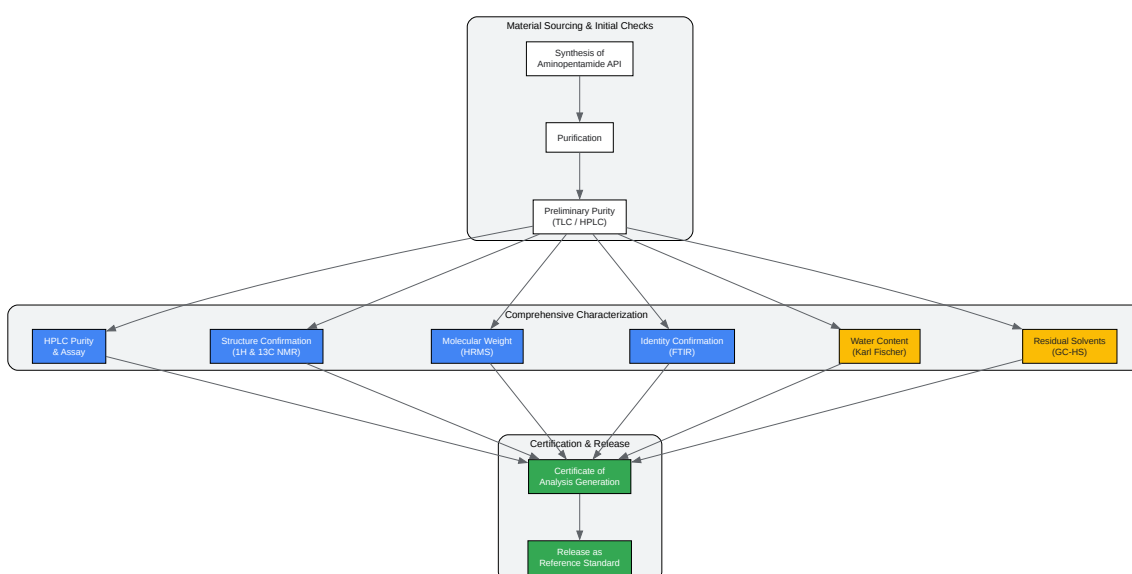 Material Sourcing & Initial Checks
Synthesis of
Aminopentamide API
Purification
Preliminary Purity
(TLC / HPLC)
Comprehensive Characterization
HPLC Purity
& Assay
Structure Confirmation
(1H & 13C NMR)
Molecular Weight
(HRMS)
Identity Confirmation
(FTIR)
Water Content
(Karl Fischer)
Residual Solvents
(GC-HS)
Certification & Release
Certificate of
Analysis Generation
Release as
Reference Standard